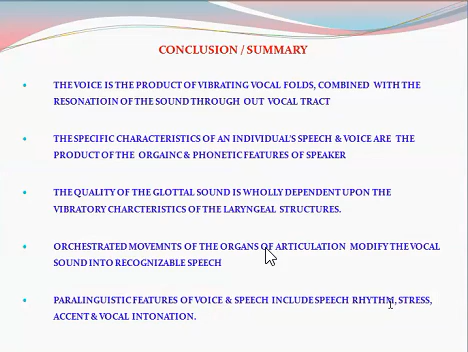 CONCLUSION / SUMMARY
THE VOICE IS THE PRODUCT OF VIBRATING VOCAL FOLDS, COMBINED WITH THE
RESONATIOIN OF THE SOUND THROUGH OUT VOCAL TRACT
THE SPECIFIC CHARACTERISTICS OF AN INDIVIDUAL'S SPEECH & VOICE ARE THE
PRODUCT OF THE ORGAINC & PHONETIC FEATURES OF SPEAKER
THE QUALITY OF THE GLOTTAL SOUND IS WHOLLY DEPENDENT UPON THE
VIBRATORY CHARCTERISTICS OF THE LARYNGEAL STRUCTURES.
ORCHESTRATED MOVEMNTS OF THE ORGANS OF ARTICULATION MODIFY THE VOCAL
SOUND INTO RECOGNIZABLE SPEECH
PARALINGUISTIC FEATURES OF VOICE & SPEECH INCLUDE SPEECH RHYTHM, STRESS,
ACCENT & VOCAL INTONATION.